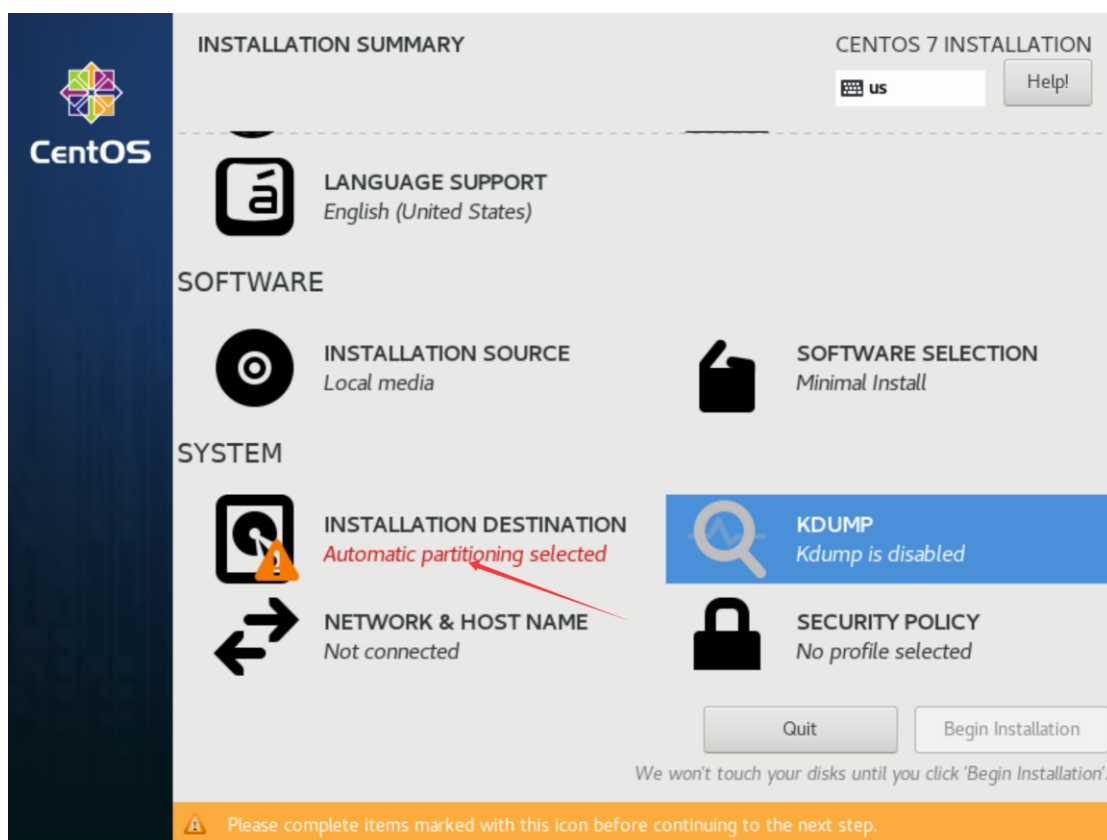 INSTALLATION SUMMARY
CENTOS 7 INSTALLATION
us
Help!
CentOS
á
LANGUAGE SUPPORT
English (United States)
SOFTWARE
INSTALLATION SOURCE
Local media
SOFTWARE SELECTION
Minimal Install
SYSTEM
INSTALLATION DESTINATION
Automatic partitioning selected
KDUMP
Kdump is disabled
NETWORK & HOST NAME
Not connected
SECURITY POLICY
No profile selected
Quit
Begin Installation
We won't touch your disks until you click 'Begin Installation'.
Please complete items marked with this icon before continuing to the next step.